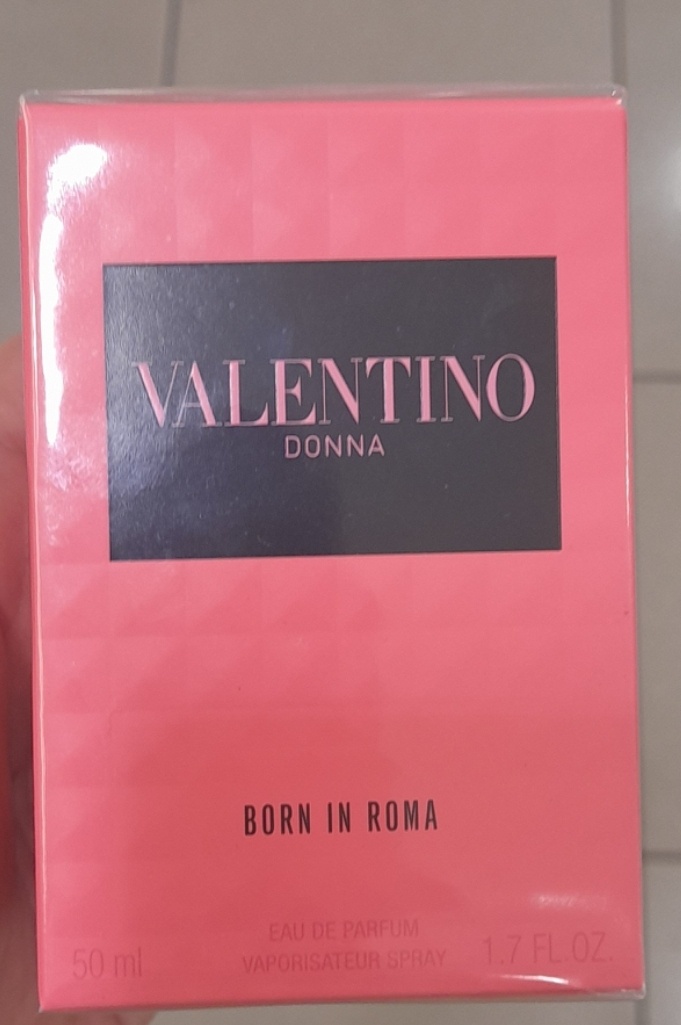 VALENTINO
DONNA
BORN IN ROMA
EAU DE PARFUM
50 ml VAPORISATEUR SPRAY 1.7 FL.OZ.